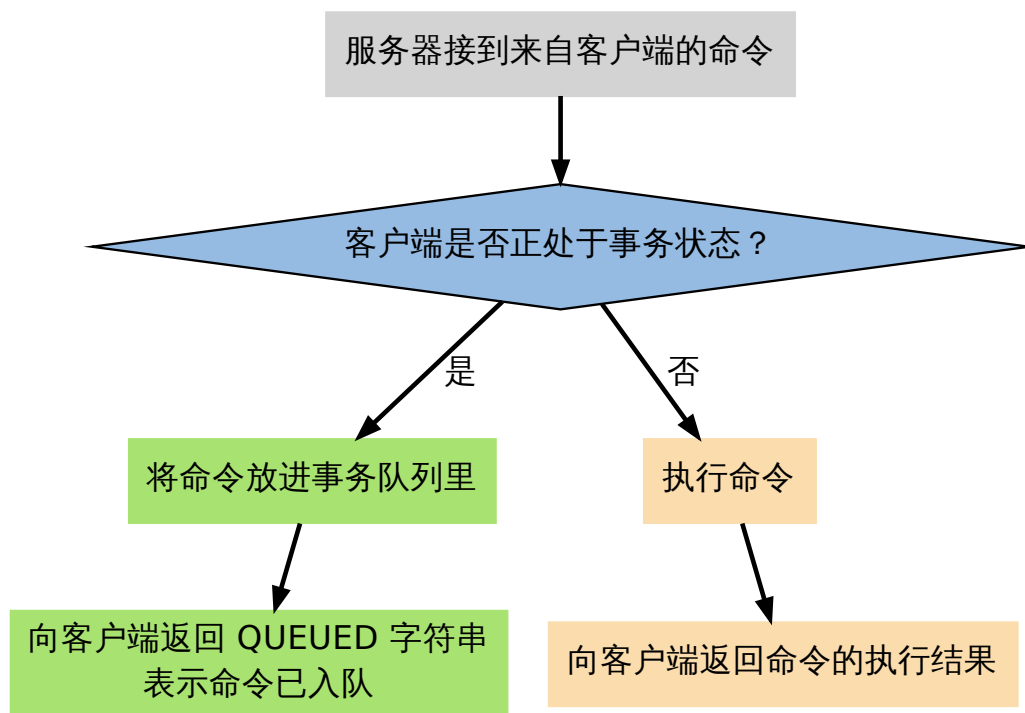 服务器接到来自客户端的命令
客户端是否正处于事务状态？
是
否
将命令放进事务队列里
执行命令
向客户端返回 QUEUED 字符串
表示命令已入队
向客户端返回命令的执行结果